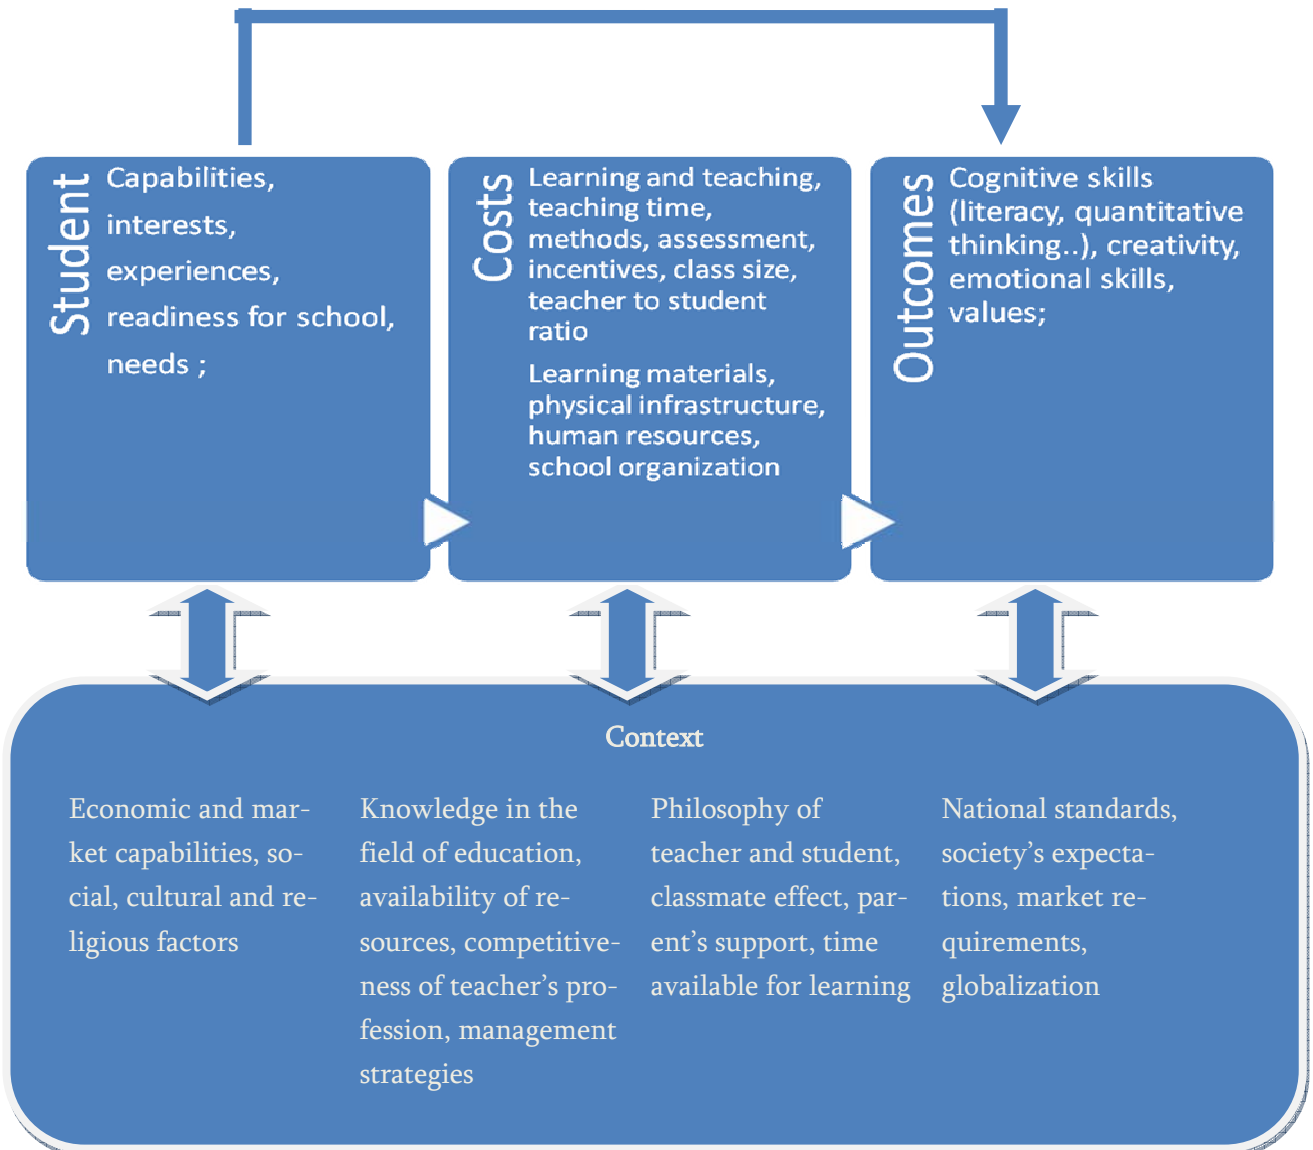 Student
Capabilities,
interests,
experiences,
readiness for school,
needs ;
Costs
Learning and teaching,
teaching time,
methods, assessment,
incentives, class size,
teacher to student
ratio
Learning materials,
physical infrastructure,
human resources,
school organization
Outcomes
Cognitive skills
(literacy, quantitative
thinking..), creativity,
emotional skills,
values;
Context
Economic and mar-
ket capabilities, so-
cial, cultural and re-
ligious factors
Knowledge in the
field of education,
availability of re-
sources, competitive-
ness of teacher’s pro-
fession, management
strategies
Philosophy of
teacher and student,
classmate effect, par-
ent’s support, time
available for learning
National standards,
society’s expecta-
tions, market re-
quirements,
globalization